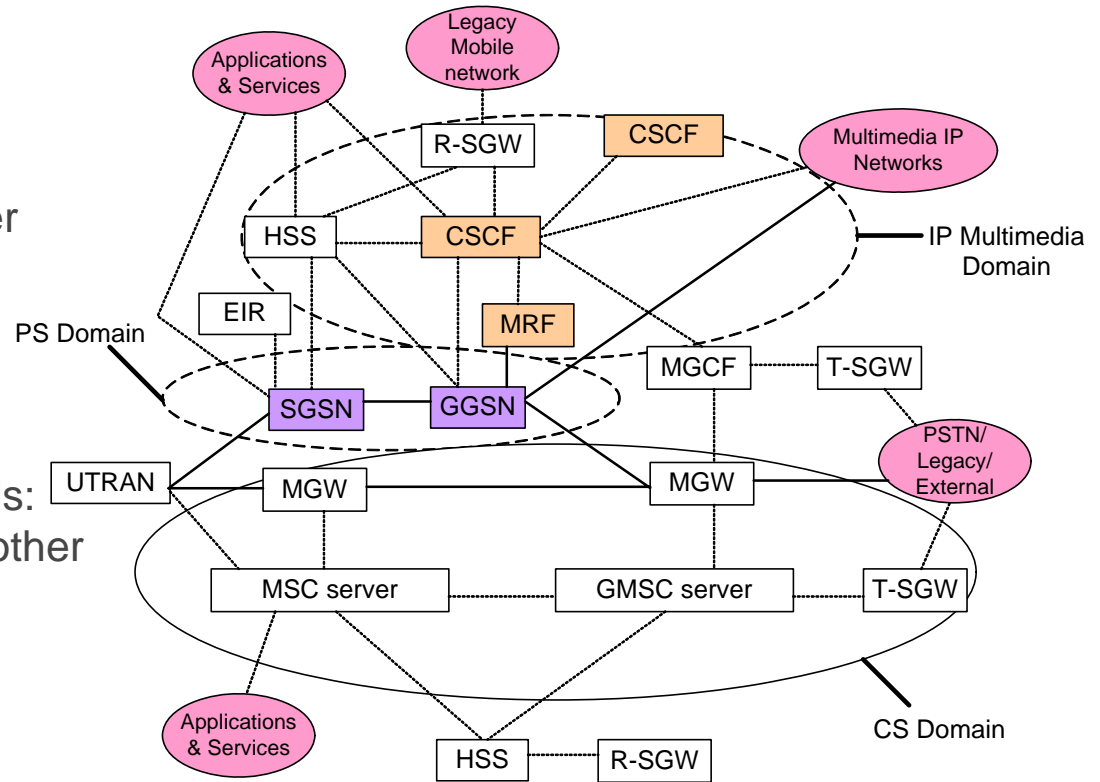 Legacy
Mobile
network
Applications
& Services
CSCF
R-SGW
Multimedia IP
Networks
er
HSS
CSCF
IP Multimedia
Domain
EIR
MRF
PS Domain
MGCF
T-SGW
SGSN
GGSN
PSTN/
Legacy/
External
UTRAN
MGW
MGW
s:
other
MSC server
GMSC server
T-SGW
Applications
& Services
CS Domain
HSS
R-SGW